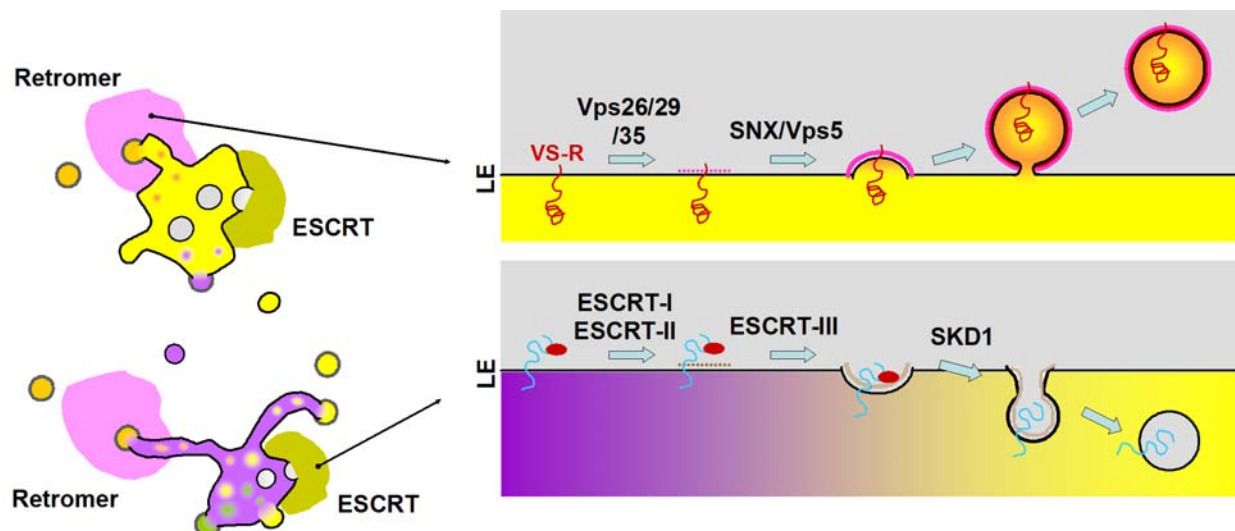 Retromer
ESCRT
Retromer
ESCRT
LE
VS-R
Vps26/29
/35
SNX/Vps5
LE
ESCRT-I
ESCRT-II
ESCRT-III
SKD1